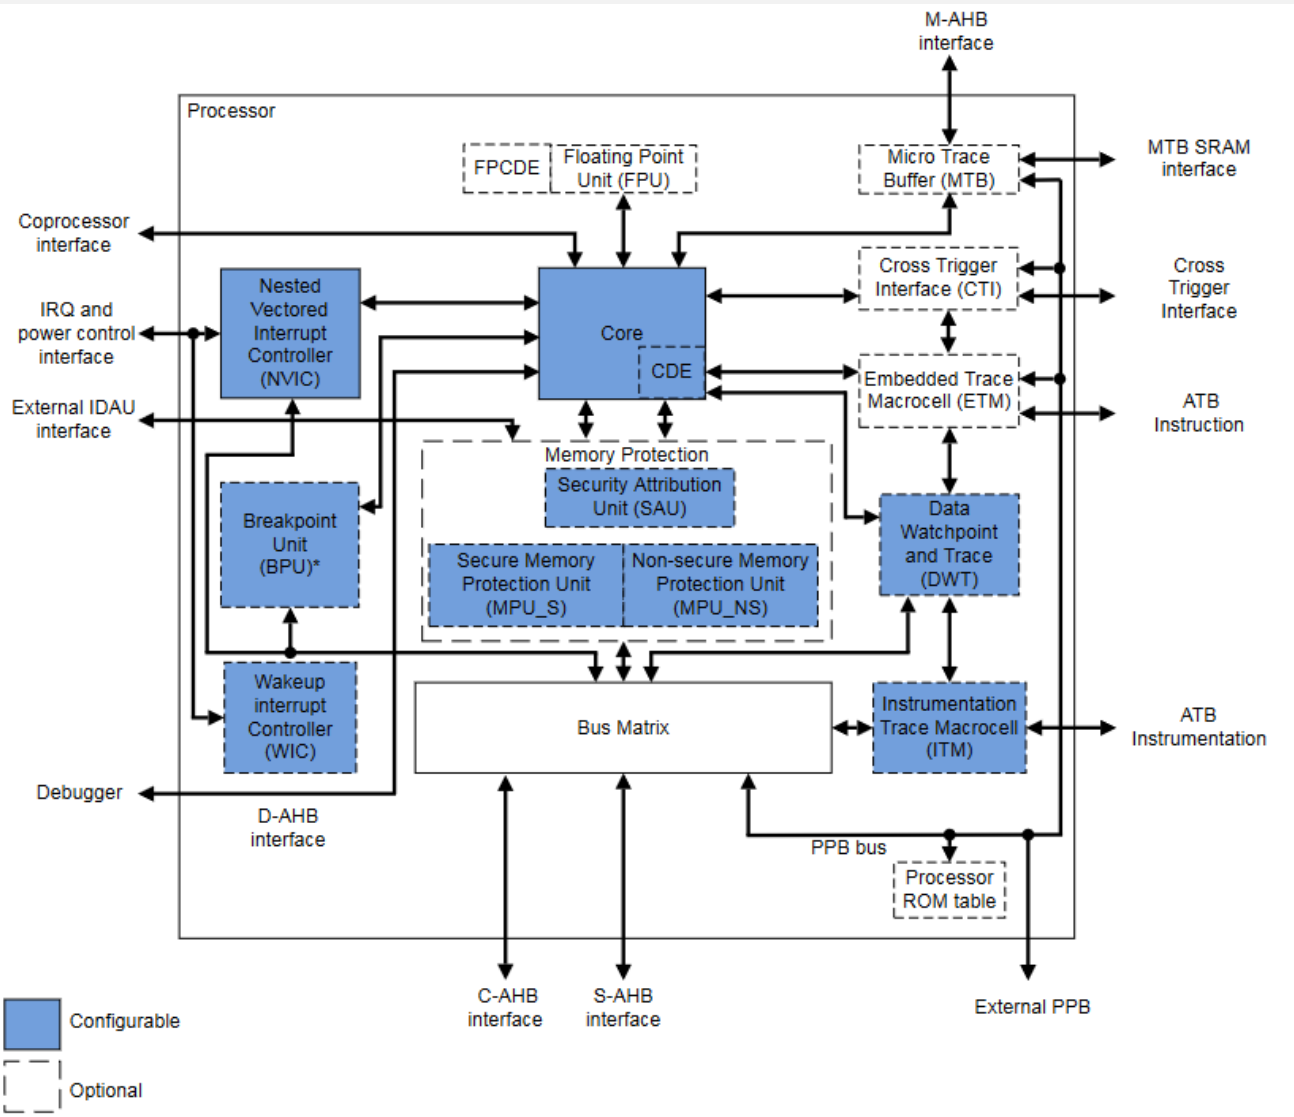 M-AHB
interface
Processor
FPCDE
Floating Point
Unit (FPU)
Micro Trace
Buffer (MTB)
MTB SRAM
interface
Coprocessor
interface
Nested
Vectored
Interrupt
Controller
(NVIC)
Core
CDE
Cross Trigger
Interface (CTI)
Cross
Trigger
Interface
IRQ and
power control
interface
Embedded Trace
Macrocell (ETM)
ATB
Instruction
External IDAU
interface
Memory Protection
Security Attribution
Unit (SAU)
Breakpoint
Unit
(BPU)*
Secure Memory
Protection Unit
(MPU_S)
Non-secure Memory
Protection Unit
(MPU_NS)
Data
Watchpoint
and Trace
(DWT)
Wakeup
interrupt
Controller
(WIC)
Bus Matrix
Instrumentation
Trace Macrocell
(ITM)
ATB
Instrumentation
Debugger
D-AHB
interface
PPB bus
Processor
ROM table
C-AHB
interface
S-AHB
interface
External PPB
Configurable
Optional